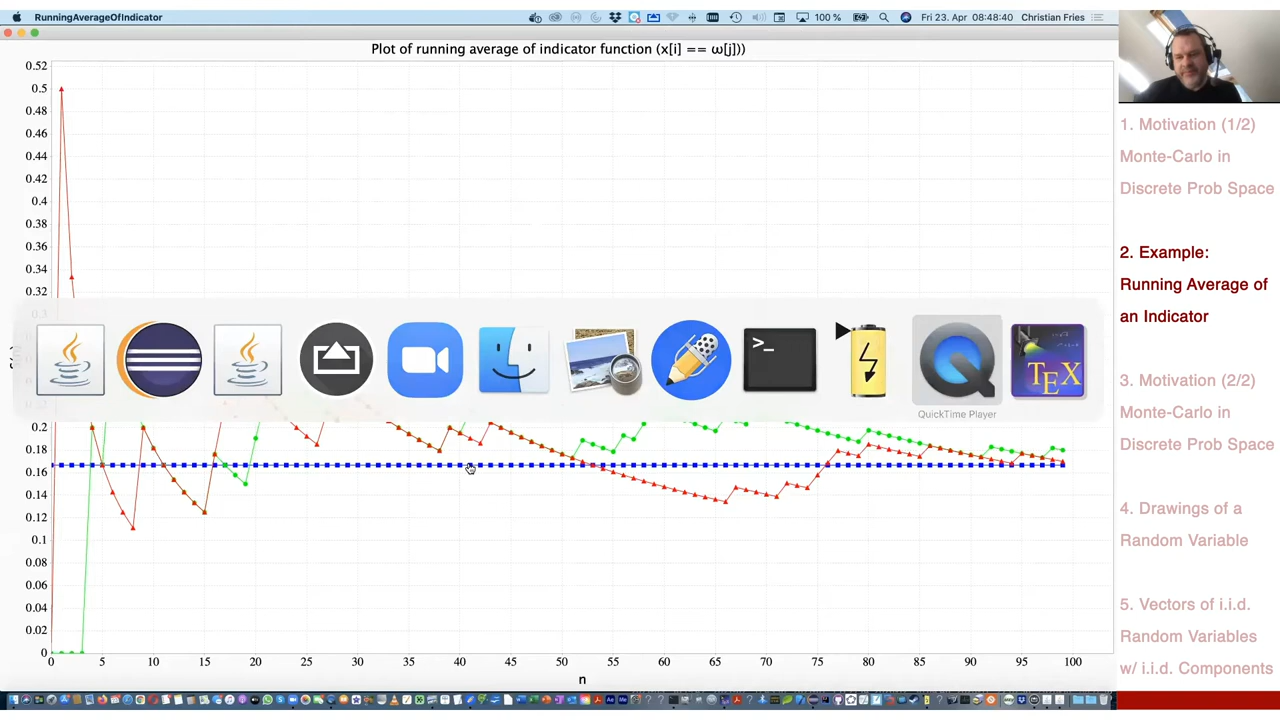 RunningAverageOfIndicator
100 %
Fri 23. Apr 08:48:40
Christian Fries
Plot of running average of indicator function (x[i] == ω[j]))
0.52
0.5
0.48
0.46
0.44
0.42
0.4
0.38
0.36
0.34
0.32
>_
TEX
QuickTime Player
0.2
0.18
0.16
0.14
0.12
0.1
0.08
0.06
0.04
0.02
0
0 5 10 15 20 25 30 35 40 45 50 55 60 65 70 75 80 85 90 95 100
n
1. Motivation (1/2)
Monte-Carlo in
Discrete Prob Space
2. Example:
Running Average of
an Indicator
3. Motivation (2/2)
Monte-Carlo in
Discrete Prob Space
4. Drawings of a
Random Variable
5. Vectors of i.i.d.
Random Variables
w/ i.i.d. Components